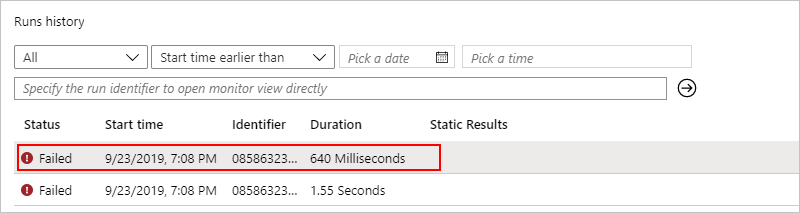 Runs history
All Start time earlier than Pick a date Pick a time
Specify the run identifier to open monitor view directly
Status Start time Identifier Duration Static Results
Failed 9/23/2019, 7:08 PM 08586323... 640 Milliseconds
Failed 9/23/2019, 7:08 PM 08586323... 1.55 Seconds